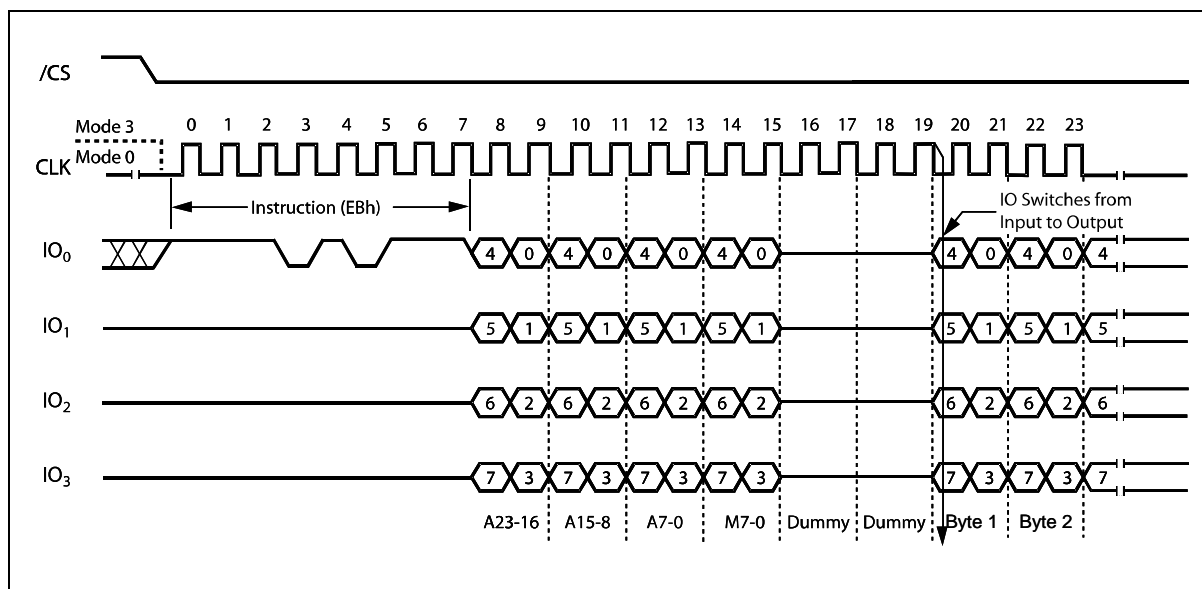 /CS
Mode 3
0 1 2 3 4 5 6 7 8 9 10 11 12 13 14 15 16 17 18 19 20 21 22 23
Mode 0
CLK
Instruction (EBh)
IO Switches from
Input to Output
IO0 4 0 4 0 4 0 4 0 4 0 4 0 4
IO1 5 1 5 1 5 1 5 1 5 1 5 1 5
IO2 6 2 6 2 6 2 6 2 6 2 6 2 6
IO3 7 3 7 3 7 3 7 3 7 3 7 3 7
A23-16 A15-8 A7-0 M7-0 Dummy Dummy Byte 1 Byte 2